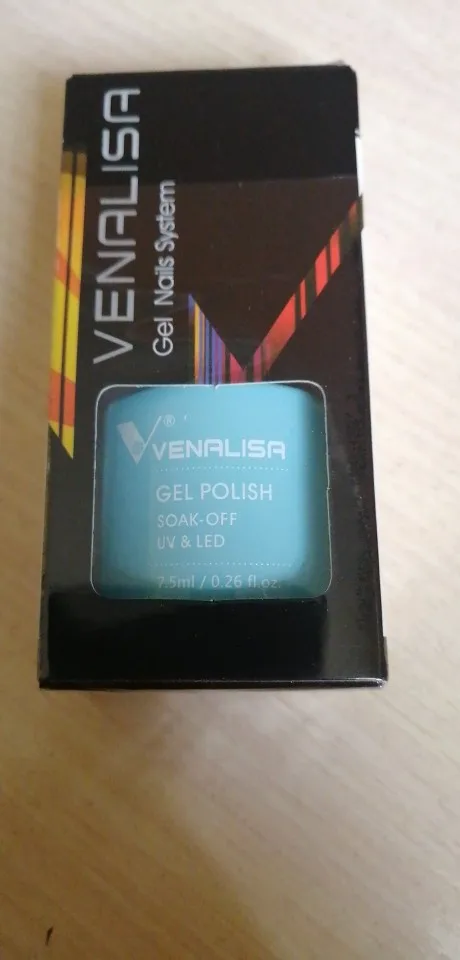 VENALISA
Gel Nails System
V®
VENALISA
GEL POLISH
SOAK-OFF
UV & LED
7.5ml / 0.26 fl.oz.